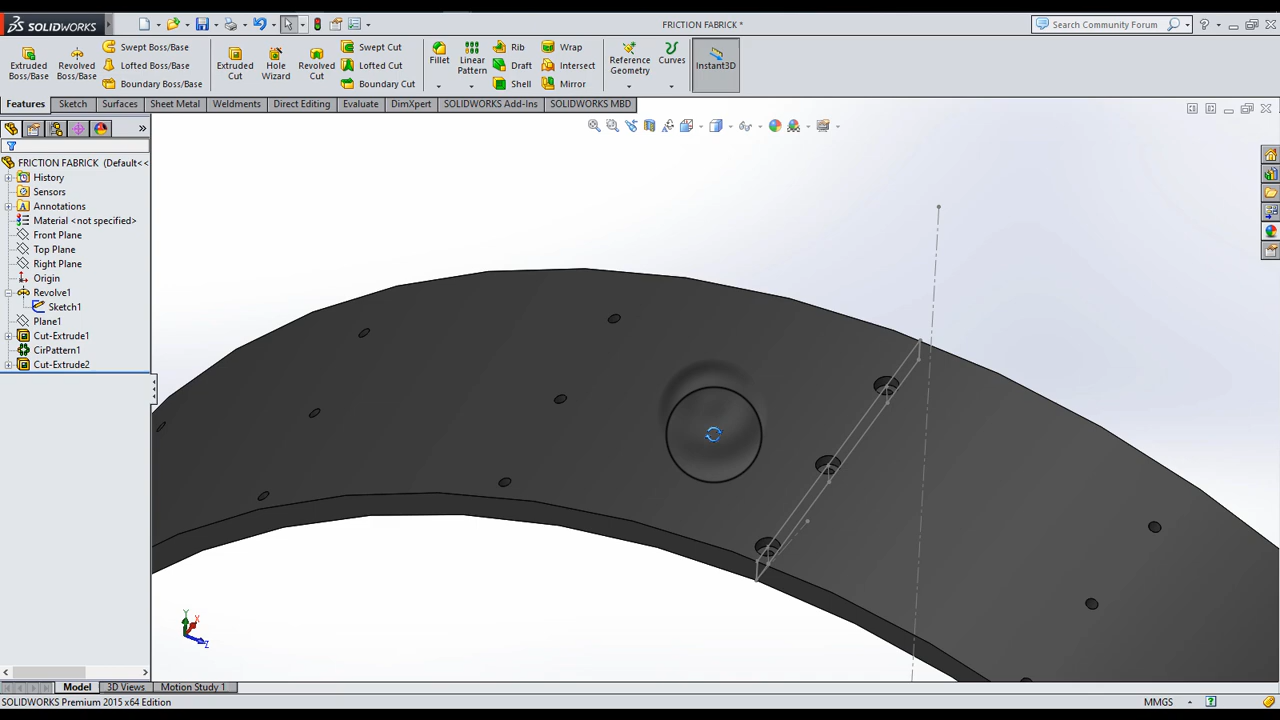 SOLIDWORKS
FRICTION FABRICK *
Search Community Forum
Extruded Boss/Base
Revolved Boss/Base
Swept Boss/Base
Lofted Boss/Base
Boundary Boss/Base
Extruded Cut
Hole Wizard
Revolved Cut
Swept Cut
Lofted Cut
Boundary Cut
Fillet
Linear Pattern
Rib
Draft
Shell
Wrap
Intersect
Mirror
Reference Geometry
Curves
Instant3D
Features Sketch Surfaces Sheet Metal Weldments Direct Editing Evaluate DimXpert SOLIDWORKS Add-Ins SOLIDWORKS MBD
FRICTION FABRICK (Default<<
History
Sensors
Annotations
Material <not specified>
Front Plane
Top Plane
Right Plane
Origin
Revolve1
Sketch1
Plane1
Cut-Extrude1
CirPattern1
Cut-Extrude2
Y
X
Z
Model 3D Views Motion Study 1
SOLIDWORKS Premium 2015 x64 Edition
MMGS